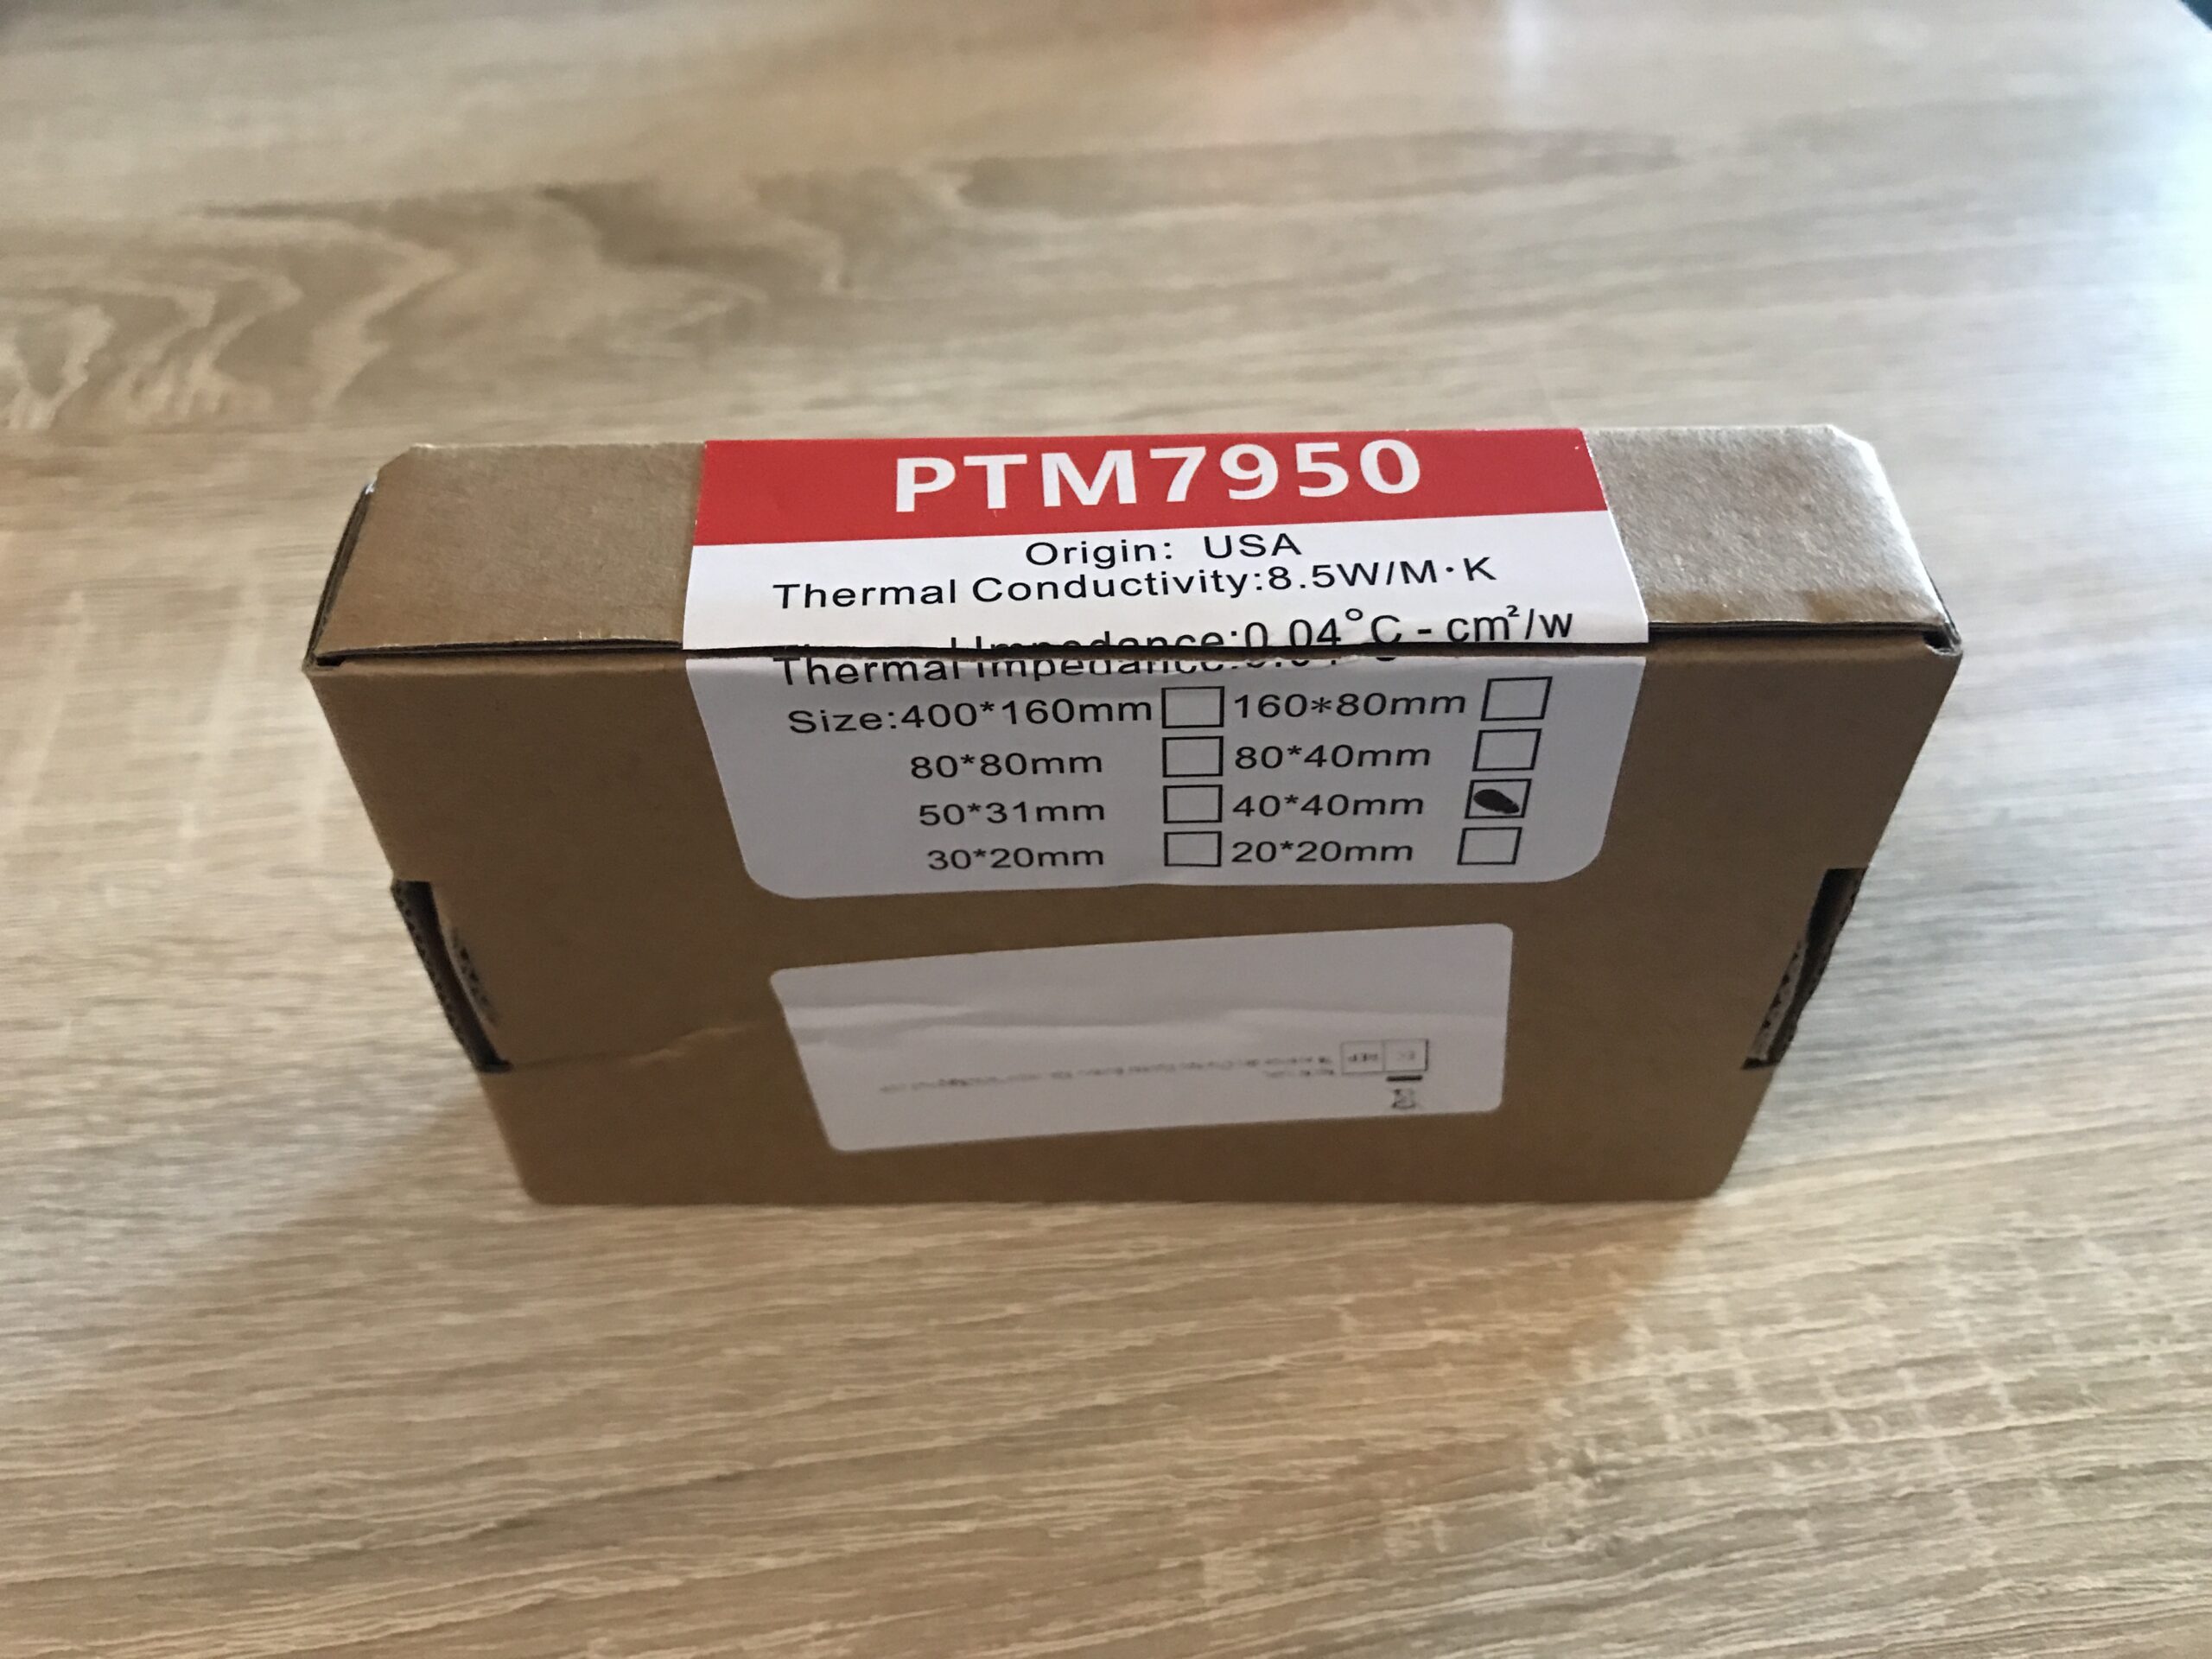 PTM7950
Origin: USA
Thermal Conductivity:8.5W/M·K
Thermal Impedance:0.04°C - cm²/w
Size:400*160mm 160*80mm
80*80mm 80*40mm
50*31mm 40*40mm
30*20mm 20*20mm
REP